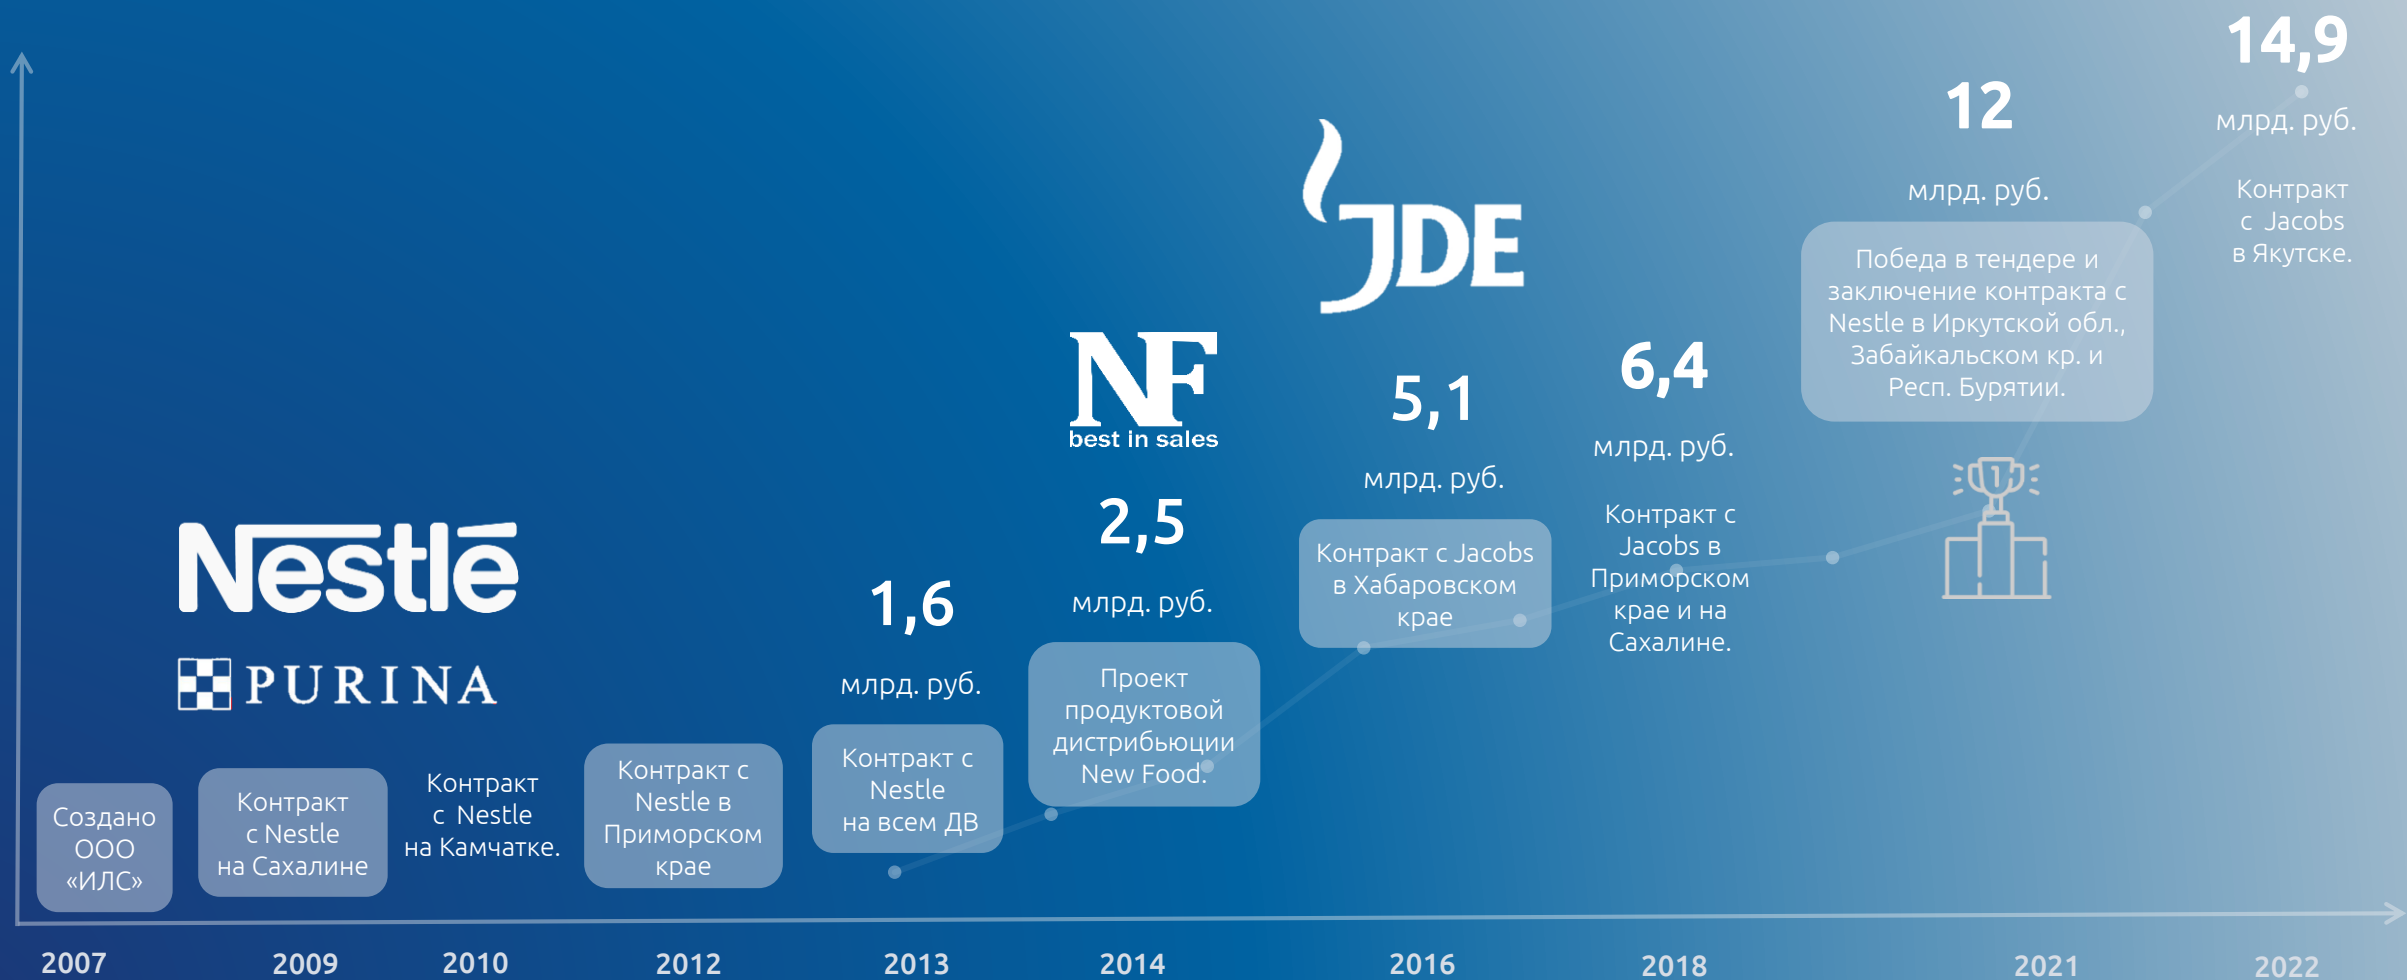 Nestlé
PURINA
NF
best in sales
JDE
Создано
ООО
«ИЛС»
2007
Контракт
с Nestle
на Сахалине
2009
Контракт
с Nestle
на Камчатке.
2010
Контракт с
Nestle в
Приморском
крае
2012
1,6
млрд. руб.
Контракт с
Nestle
на всем ДВ
2013
2,5
млрд. руб.
Проект
продуктовой
дистрибьюции
New Food.
2014
5,1
млрд. руб.
Контракт с Jacobs
в Хабаровском
крае
2016
6,4
млрд. руб.
Контракт с
Jacobs в
Приморском
крае и на
Сахалине.
2018
12
млрд. руб.
Победа в тендере и
заключение контракта с
Nestle в Иркутской обл.,
Забайкальском кр. и
Респ. Бурятии.
1
2021
14,9
млрд. руб.
Контракт
с Jacobs
в Якутске.
2022